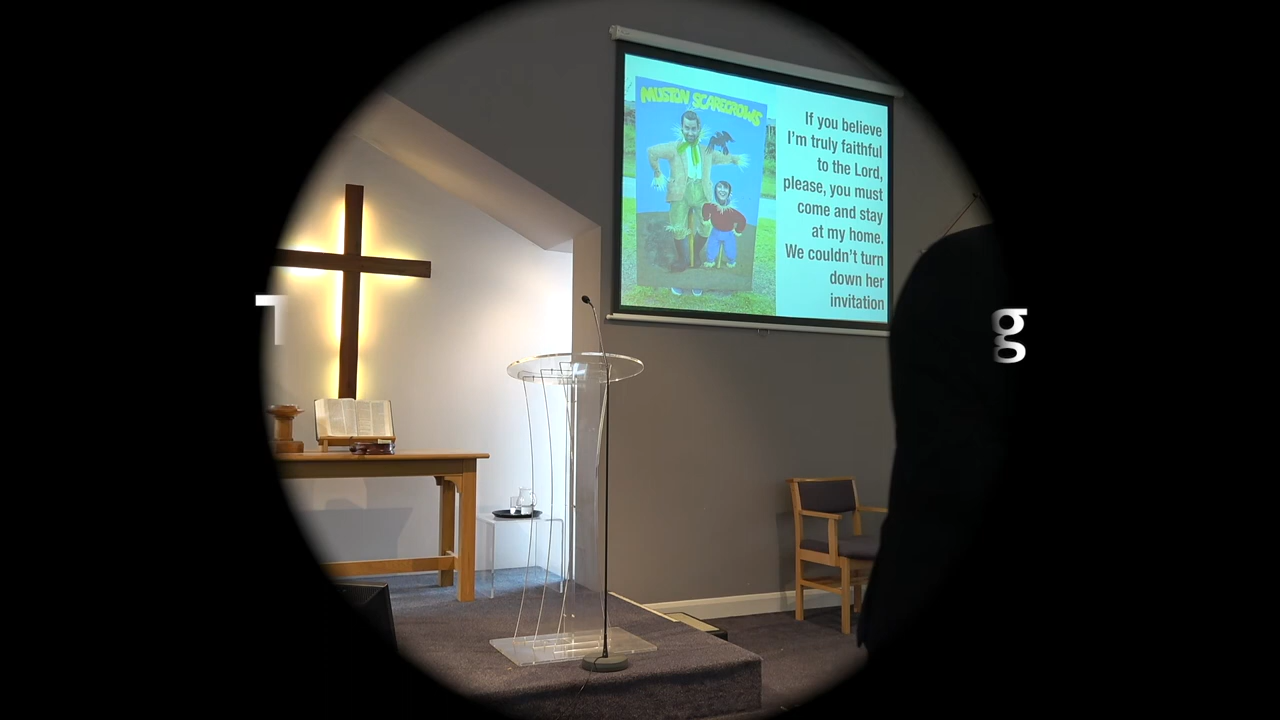 MUSTON SCARECROWS
If you believe
I'm truly faithful
to the Lord,
please, you must
come and stay
at my home.
We couldn't turn
down her
invitation
T
g